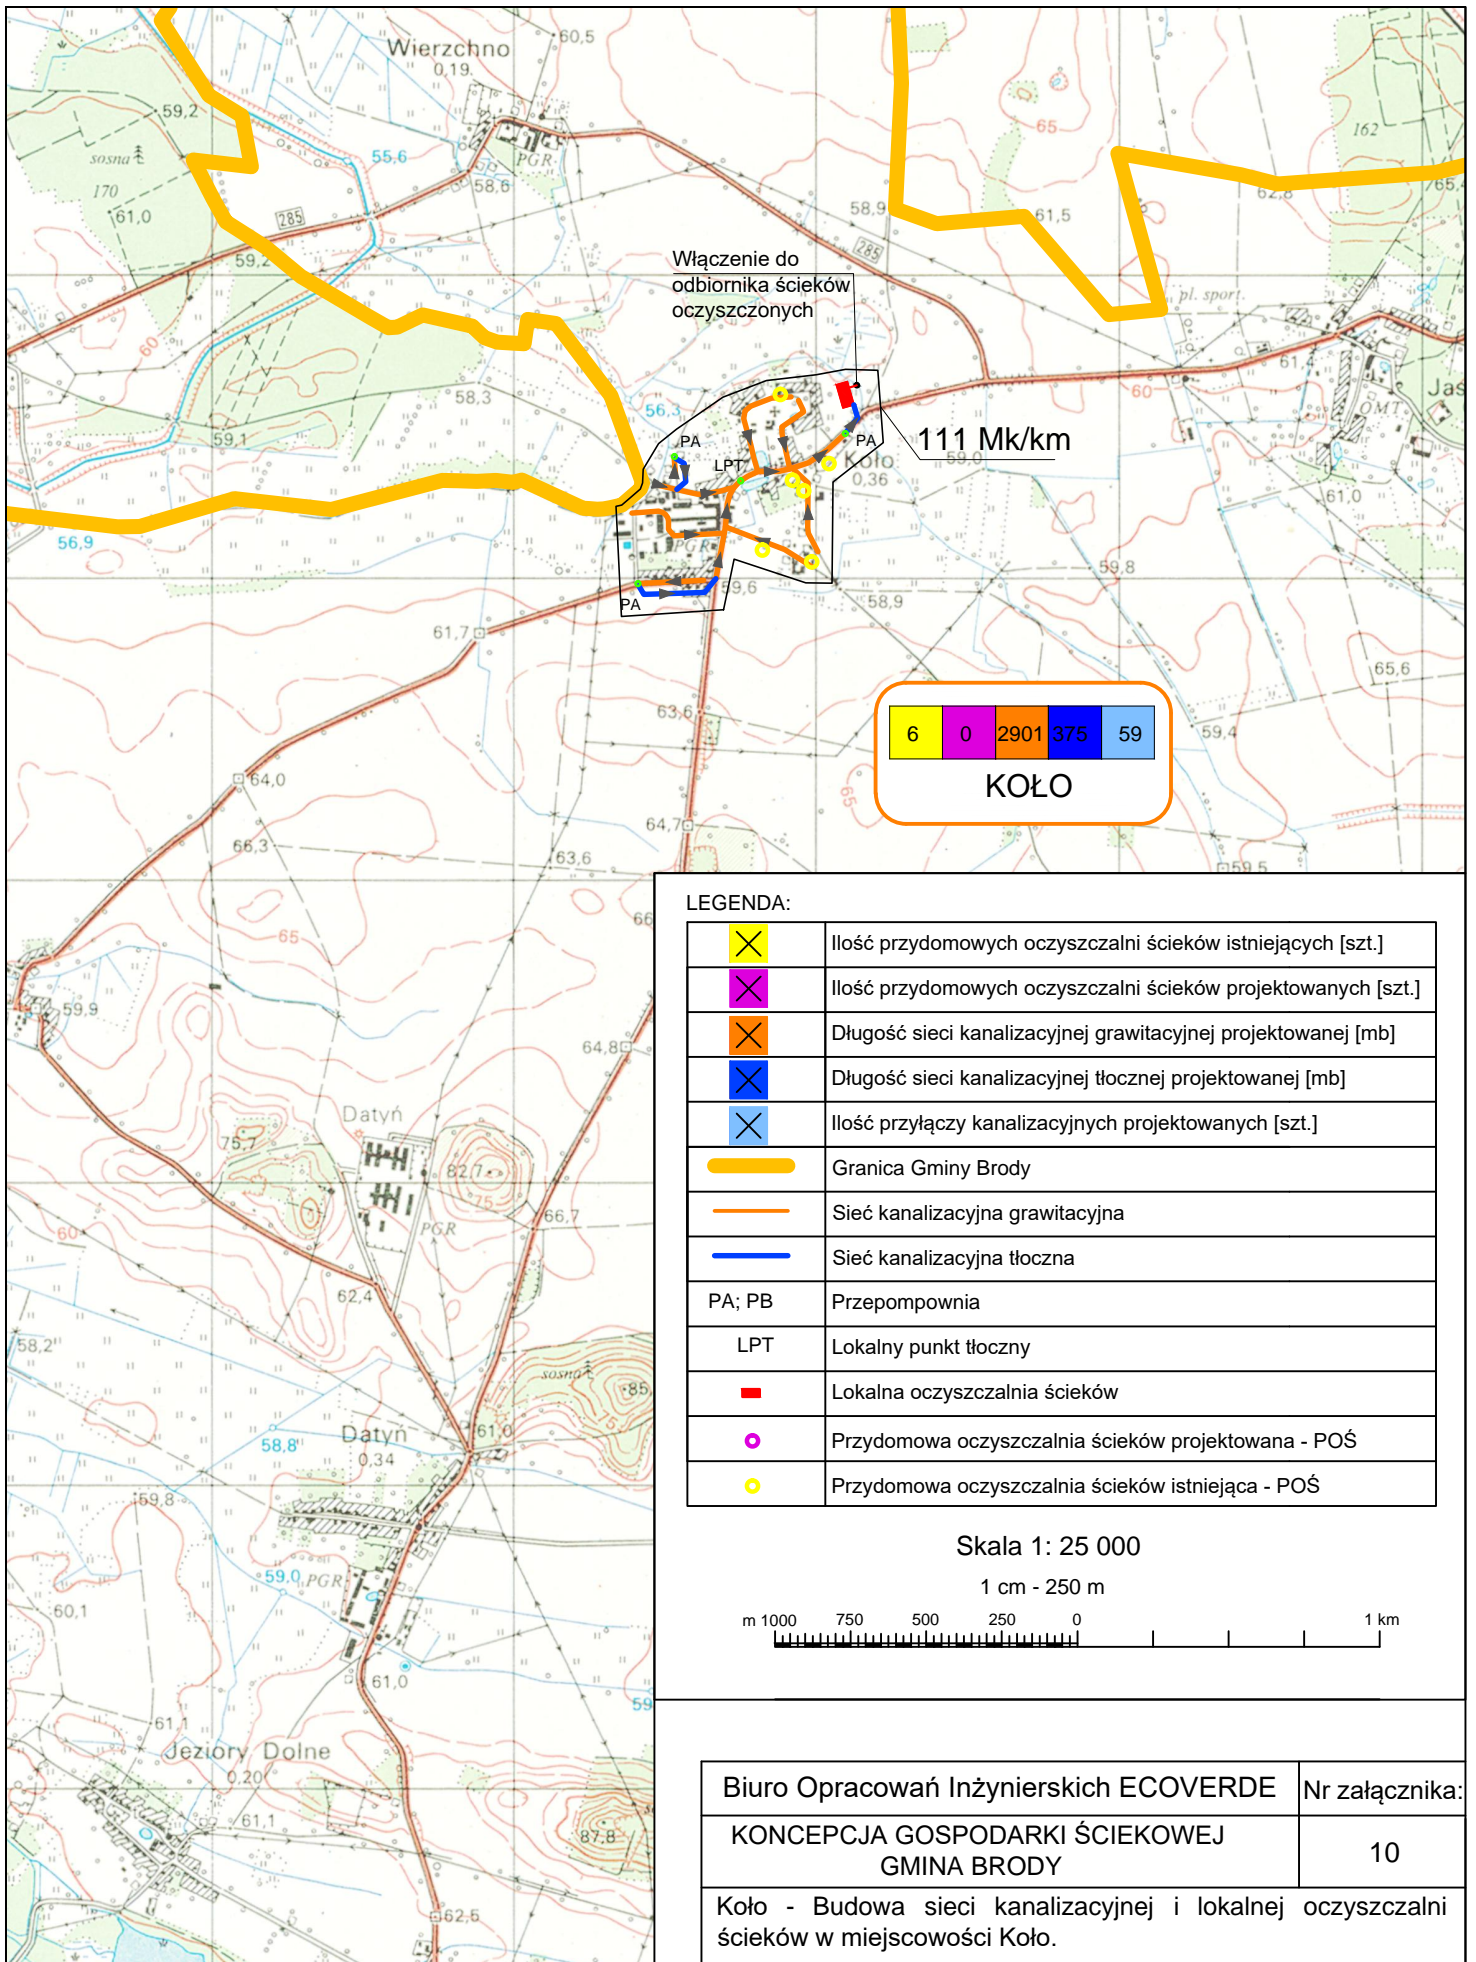 Wierzchno
0,19
60,5
59,2
sosna
170
61,0
55,6
PGR
58,6
285
59,2
65
162
58,9
61,5
62,8
285
Włączenie do
odbiornika ścieków
oczyszczonych
pl. sport.
60
61,
60
58,3
56,3
59,1
Jas
OMT
PA
LPT
PA
111 Mk/km
Koło
0,36
59,0
61,0
56,9
PGR
59,6
59,8
58,9
PA
61,7
65,6
63,6
6
0
2901
375
59
KOŁO
59,4
65
64,0
64,7
66,3
63,6
59,5
LEGENDA:
Ilość przydomowych oczyszczalni ścieków istniejących [szt.]
Ilość przydomowych oczyszczalni ścieków projektowanych [szt.]
Długość sieci kanalizacyjnej grawitacyjnej projektowanej [mb]
Długość sieci kanalizacyjnej tłocznej projektowanej [mb]
Ilość przyłączy kanalizacyjnych projektowanych [szt.]
Granica Gminy Brody
Sieć kanalizacyjna grawitacyjna
Sieć kanalizacyjna tłoczna
PA; PB Przepompownia
LPT Lokalny punkt tłoczny
Lokalna oczyszczalnia ścieków
Przydomowa oczyszczalnia ścieków projektowana - POŚ
Przydomowa oczyszczalnia ścieków istniejąca - POŚ
66
65
59,9
64,8
Datyń
75,7
82,7
75
PGR
66,7
60
62,4
58,2
sosna
85,
75
58,8
Datyń
0,34
61,0
59,8
59,0
PGR
60,1
61,0
59
61,1
Jeziory Dolne
0,20
61,1
87,8
62,5
Skala 1: 25 000
1 cm - 250 m
m 1000 750 500 250 0 1 km
Biuro Opracowań Inżynierskich ECOVERDE
Nr załącznika:
KONCEPCJA GOSPODARKI ŚCIEKOWEJ
GMINA BRODY
10
Koło - Budowa sieci kanalizacyjnej i lokalnej oczyszczalni
ścieków w miejscowości Koło.